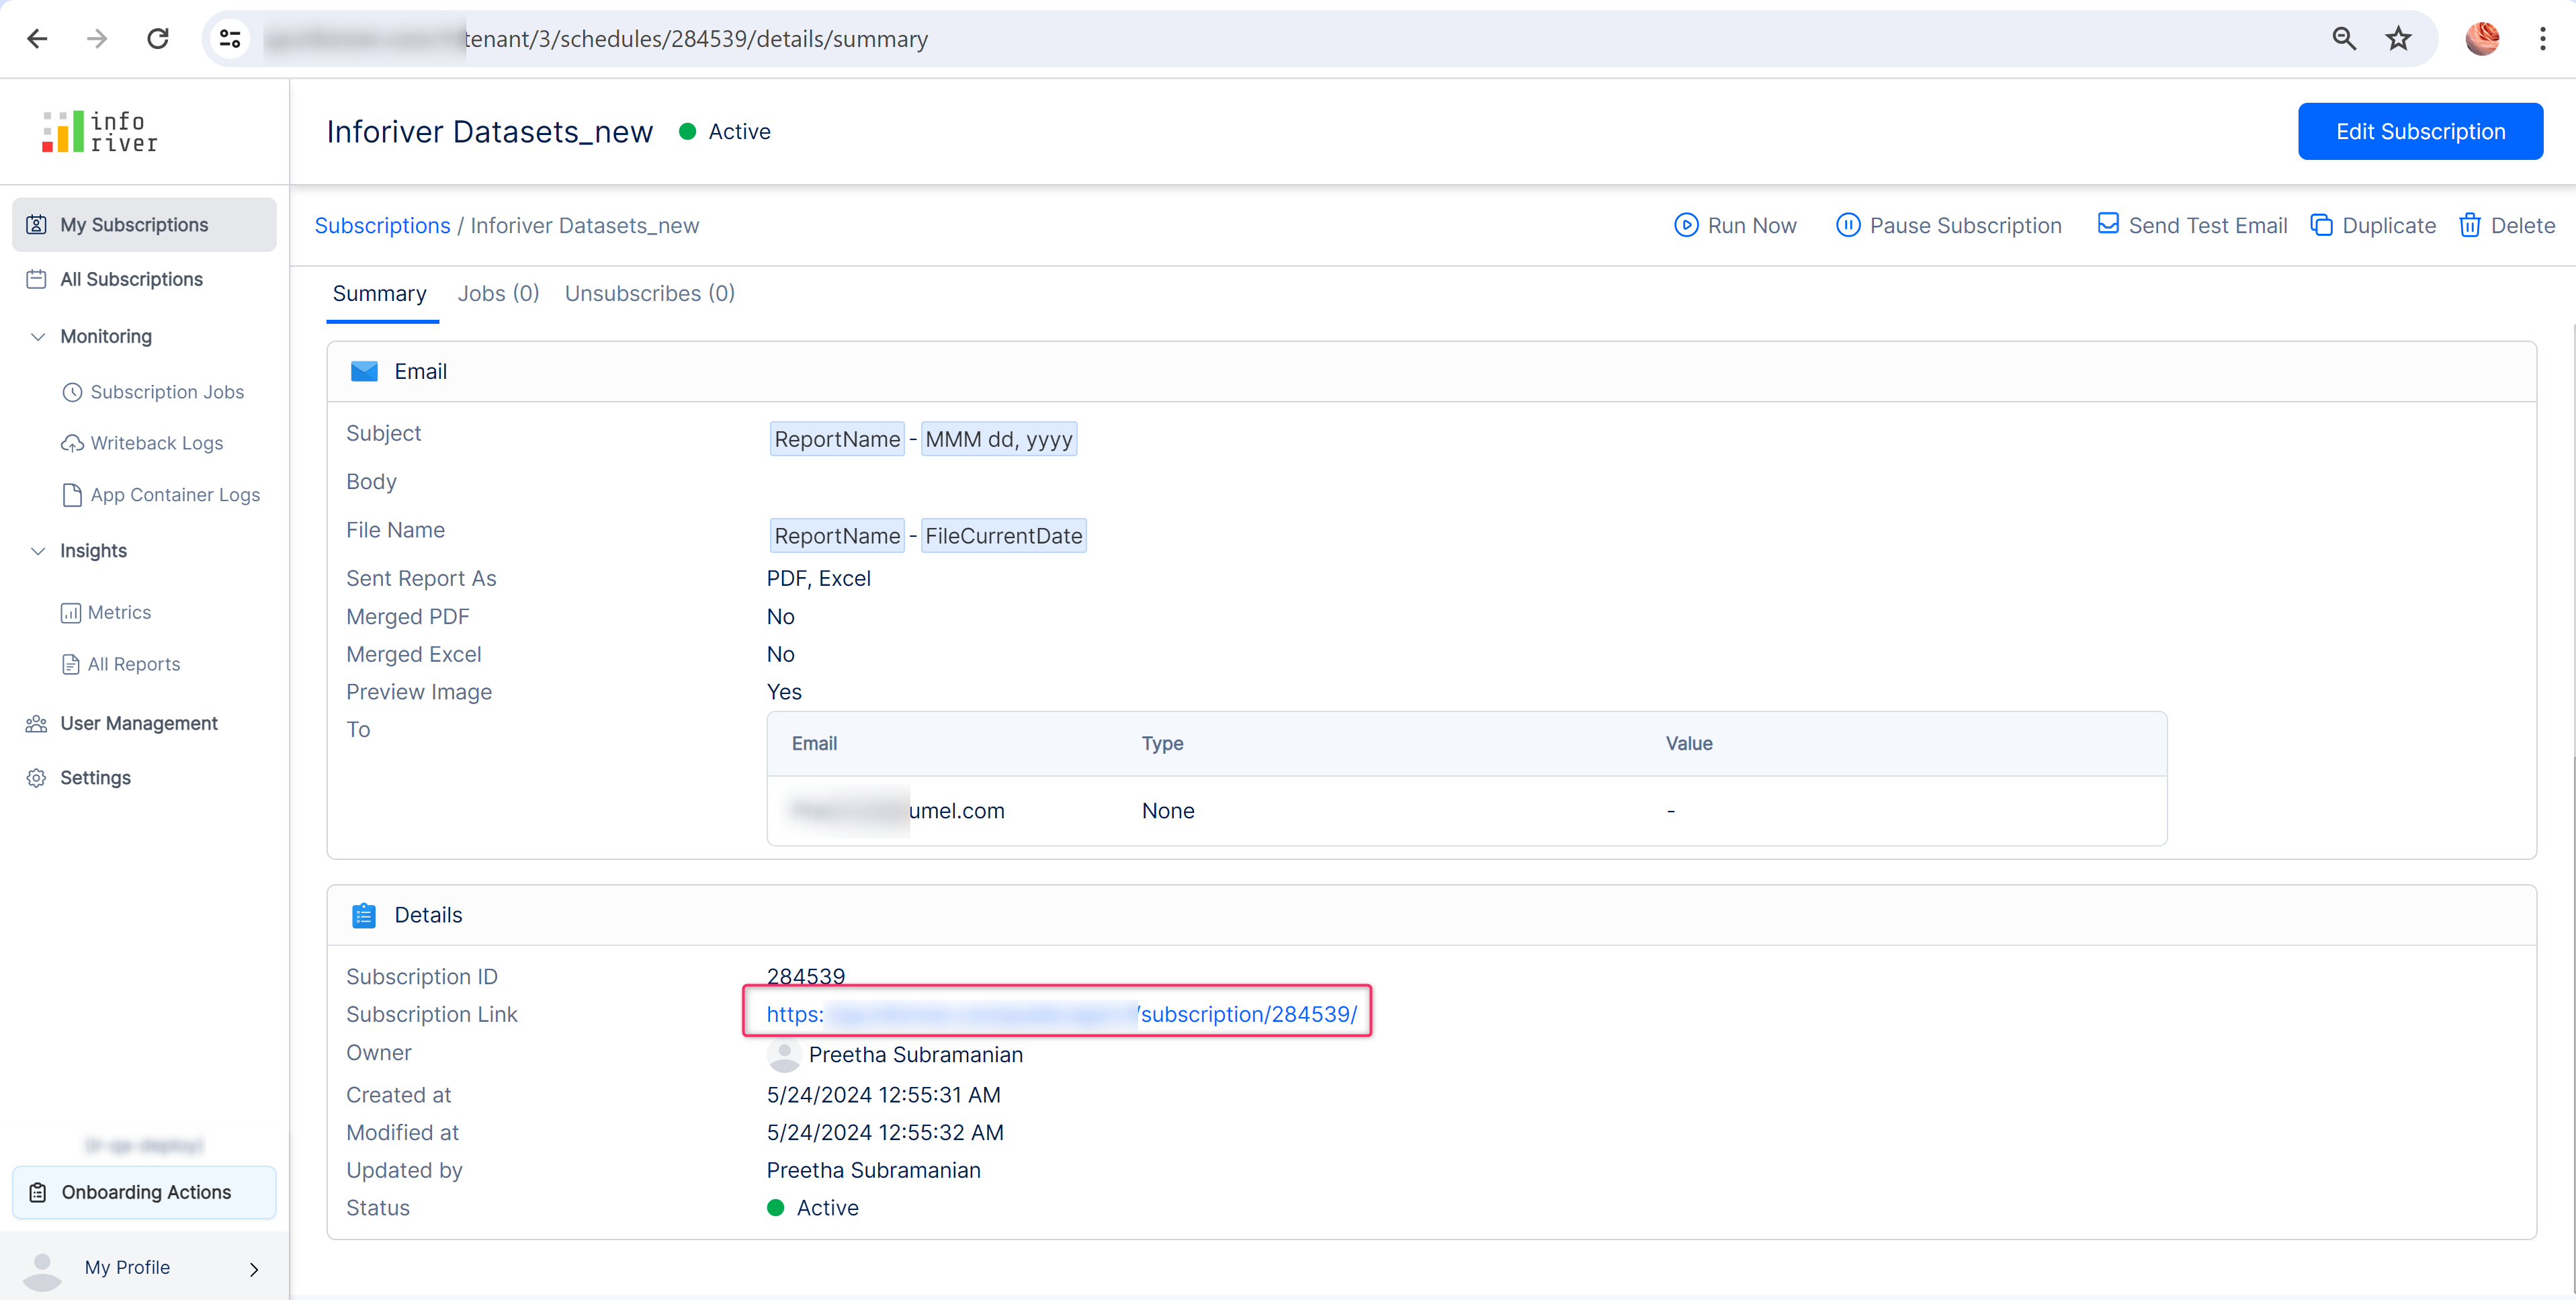 tenant/3/schedules/284539/details/summary
info
river
Inforiver Datasets_new Active
Edit Subscription
My Subscriptions
All Subscriptions
Monitoring
Subscription Jobs
Writeback Logs
App Container Logs
Insights
Metrics
All Reports
User Management
Settings
Onboarding Actions
My Profile
Subscriptions / Inforiver Datasets_new
Run Now Pause Subscription Send Test Email Duplicate Delete
Summary Jobs (0) Unsubscribes (0)
Email
Subject ReportName - MMM dd, yyyy
Body
File Name ReportName - FileCurrentDate
Sent Report As PDF, Excel
Merged PDF No
Merged Excel No
Preview Image Yes
To
Email Type Value
umel.com None -
Details
Subscription ID 284539
Subscription Link https: /subscription/284539/
Owner Preetha Subramanian
Created at 5/24/2024 12:55:31 AM
Modified at 5/24/2024 12:55:32 AM
Updated by Preetha Subramanian
Status Active